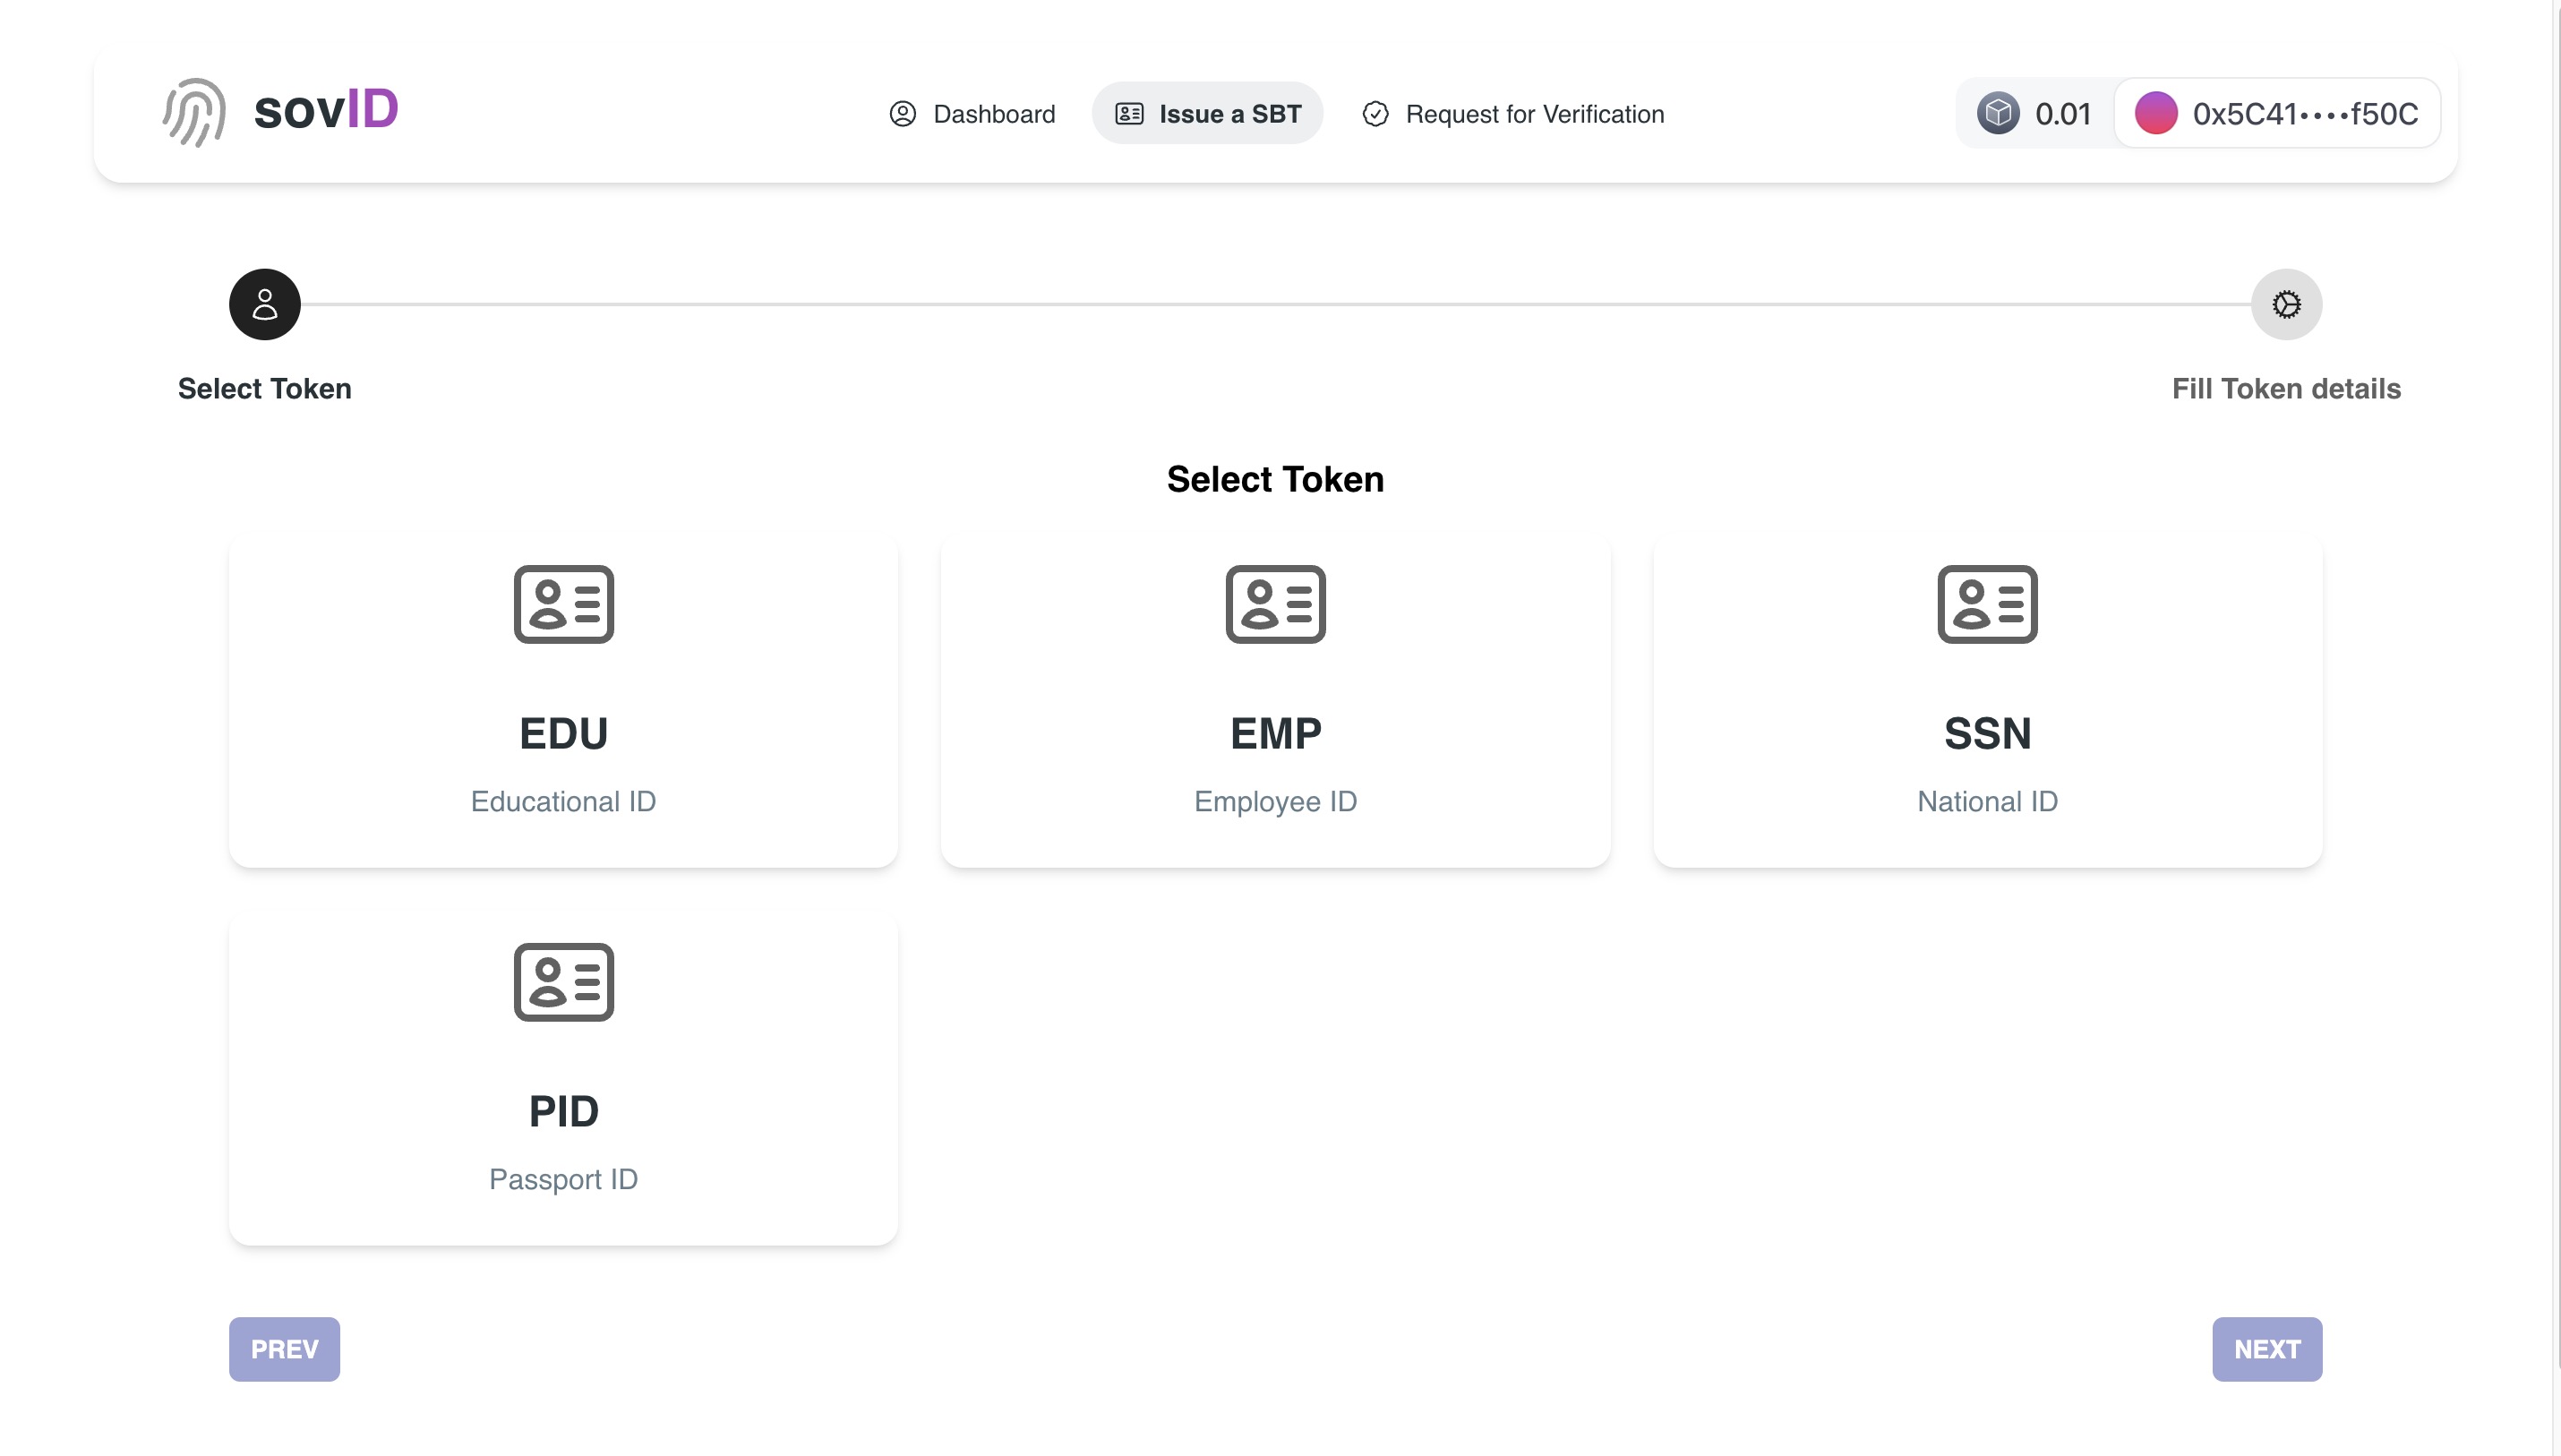 sovID
Dashboard
Issue a SBT
Request for Verification
0.01
0x5C41••••f50C
Select Token
Fill Token details
Select Token
EDU
Educational ID
EMP
Employee ID
SSN
National ID
PID
Passport ID
PREV
NEXT